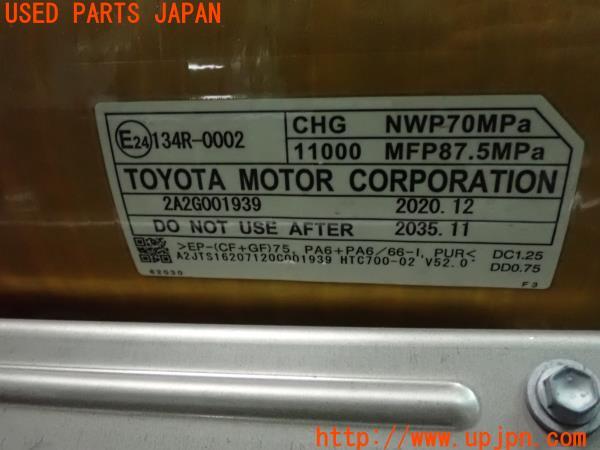 USED PARTS JAPAN
E24 134R-0002
CHG NWP70MPa
11000 MFP87.5MPa
TOYOTA MOTOR CORPORATION
2A2G001939 2020.12
DO NOT USE AFTER 2035.11
>EP-(CF+GF)75, PA6+PA6/66-I, PUR< DC1.25
A2JTS16207120C001939 HTC700-02 V52.0 DD0.75
62030 F3
http://www.upjpn.com